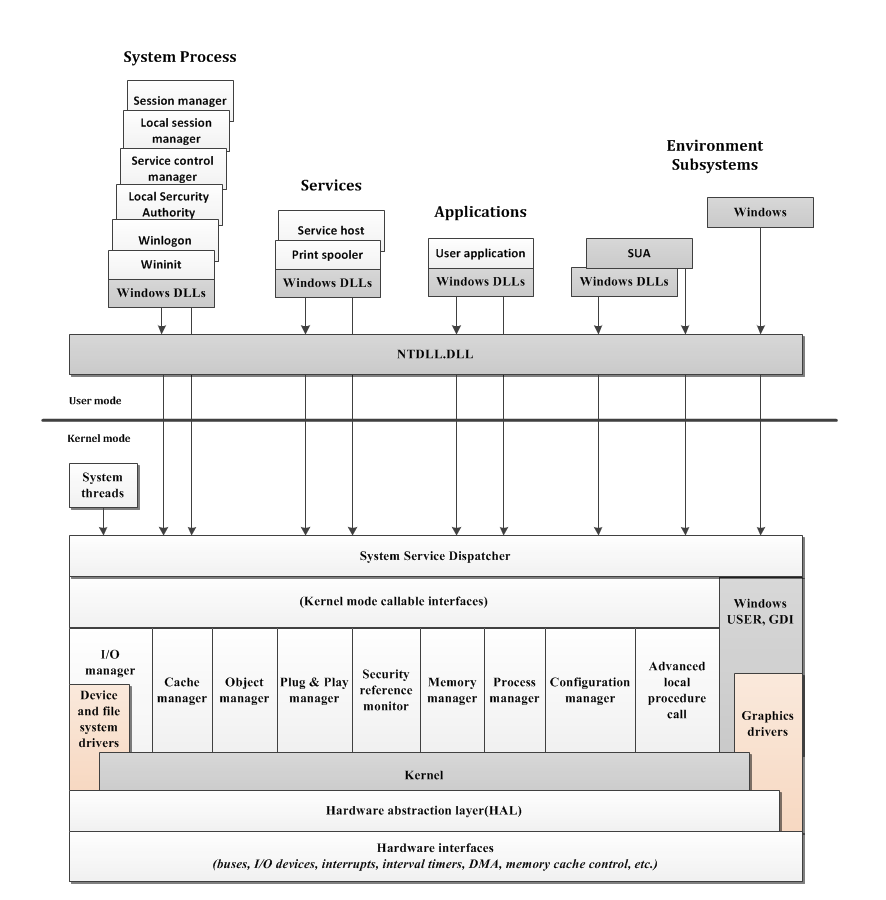 System Process
Session manager
Local session
manager
Service control
manager
Local Sercurity
Authority
Winlogon
Wininit
Windows DLLs
Services
Service host
Print spooler
Windows DLLs
Applications
User application
Windows DLLs
Environment
Subsystems
Windows
SUA
Windows DLLs
NTDLL.DLL
User mode
Kernel mode
System
threads
System Service Dispatcher
(Kernel mode callable interfaces)
Windows
USER, GDI
I/O
manager
Device
and file
system
drivers
Cache
manager
Object
manager
Plug & Play
manager
Security
reference
monitor
Memory
manager
Process
manager
Configuration
manager
Advanced
local
procedure
call
Graphics
drivers
Kernel
Hardware abstraction layer(HAL)
Hardware interfaces
(buses, I/O devices, interrupts, interval timers, DMA, memory cache control, etc.)